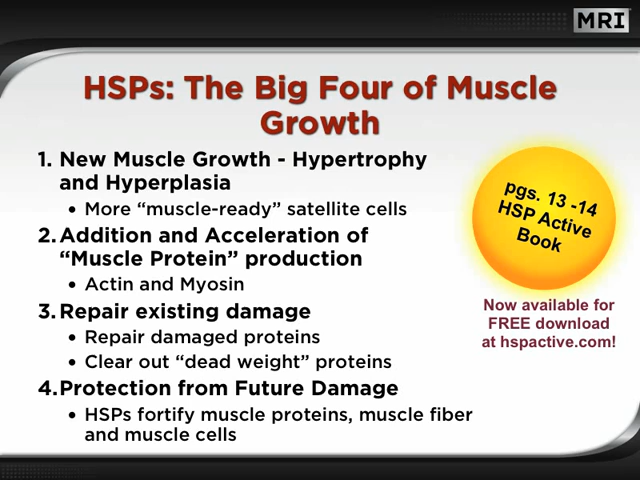 MRI
HSPs: The Big Four of Muscle
Growth
1. New Muscle Growth - Hypertrophy
and Hyperplasia
• More “muscle-ready” satellite cells
2. Addition and Acceleration of
“Muscle Protein” production
• Actin and Myosin
3. Repair existing damage
• Repair damaged proteins
• Clear out “dead weight” proteins
4. Protection from Future Damage
• HSPs fortify muscle proteins, muscle fiber
and muscle cells
pgs. 13 -14
HSP Active
Book
Now available for
FREE download
at hspactive.com!